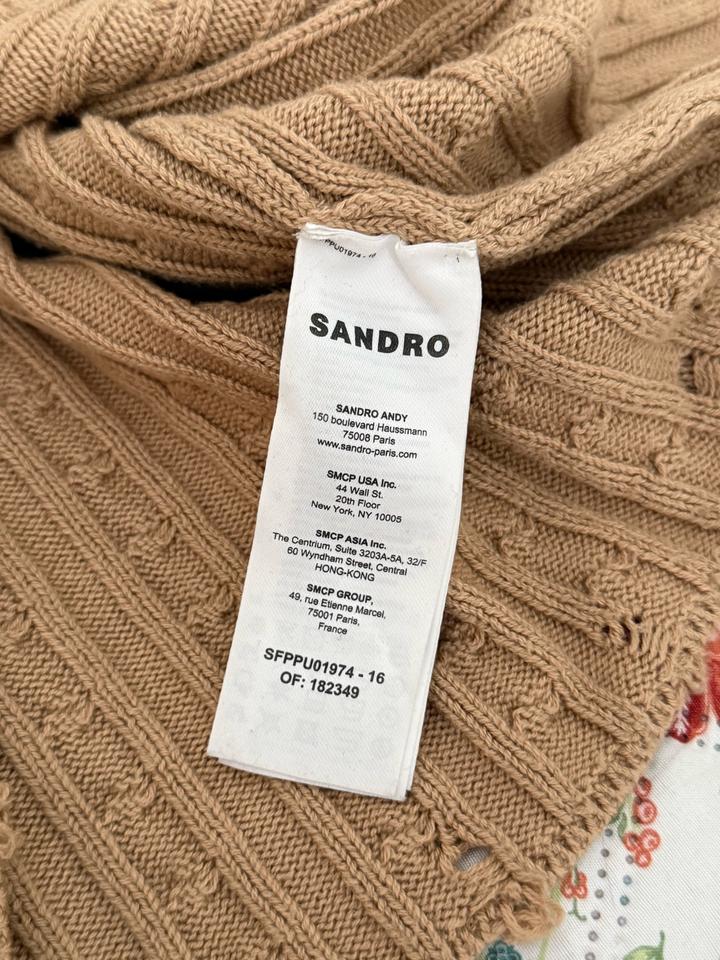 SFPPU01974 - 16
SANDRO
SANDRO ANDY
150 boulevard Haussmann
75008 Paris
www.sandro-paris.com
SMCP USA Inc.
44 Wall St.
20th Floor
New York, NY 10005
SMCP ASIA Inc.
The Centrium, Suite 3203A-5A, 32/F
60 Wyndham Street, Central
HONG-KONG
SMCP GROUP,
49, rue Etienne Marcel,
75001 Paris,
France
SFPPU01974 - 16
OF: 182349